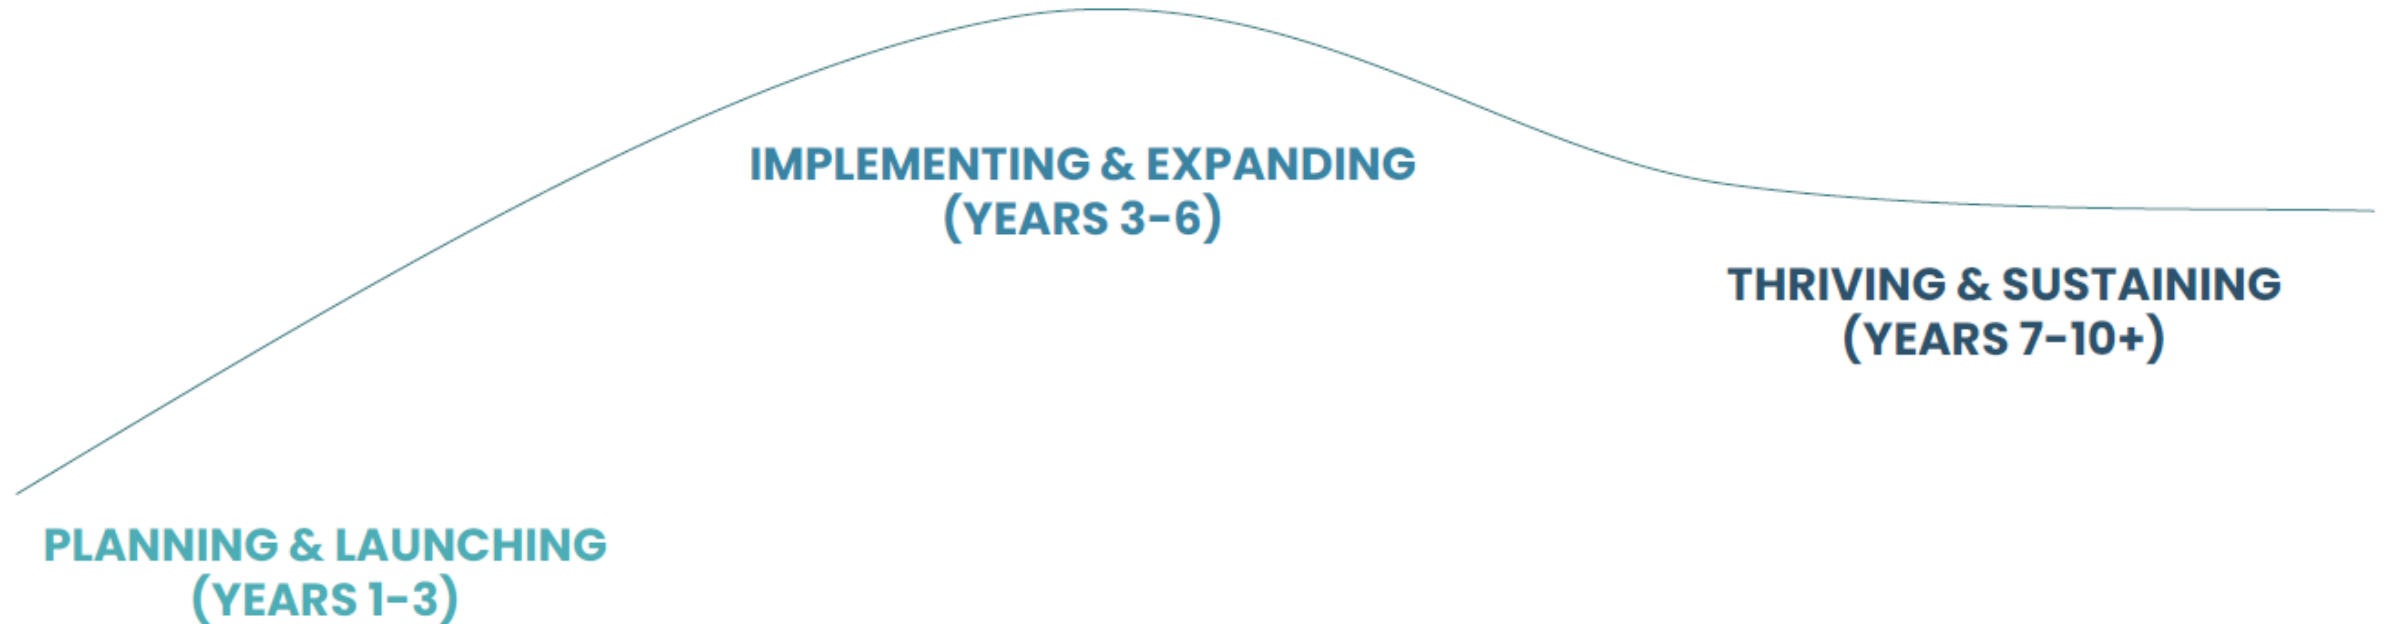 IMPLEMENTING & EXPANDING
(YEARS 3-6)
THRIVING & SUSTAINING
(YEARS 7-10+)
PLANNING & LAUNCHING
(YEARS 1-3)